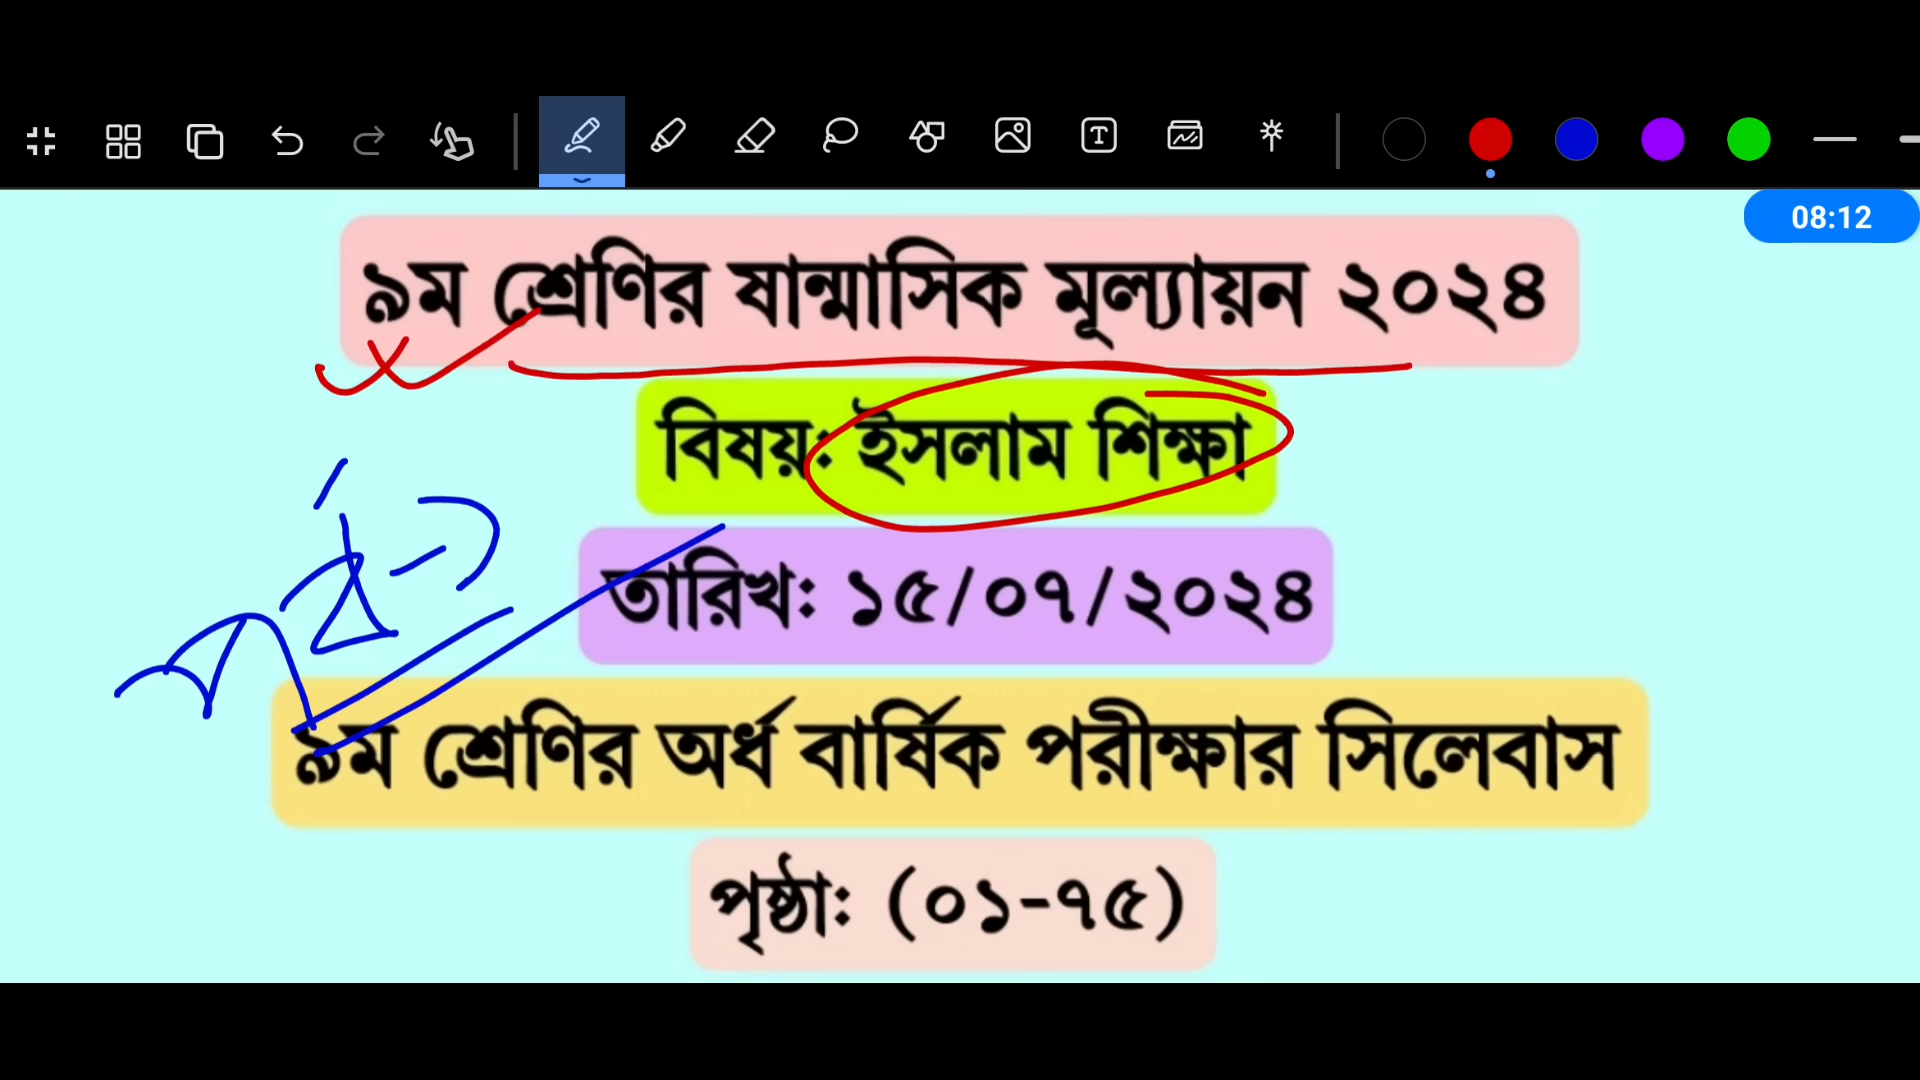 08:12
৯ম শ্রেণির ষান্মাসিক মূল্যায়ন ২০২৪
বিষয়: ইসলাম শিক্ষা
তারিখ: ১৫/০৭/২০২৪
৯ম শ্রেণির অর্ধ বার্ষিক পরীক্ষার সিলেবাস
পৃষ্ঠা: (০১-৭৫)